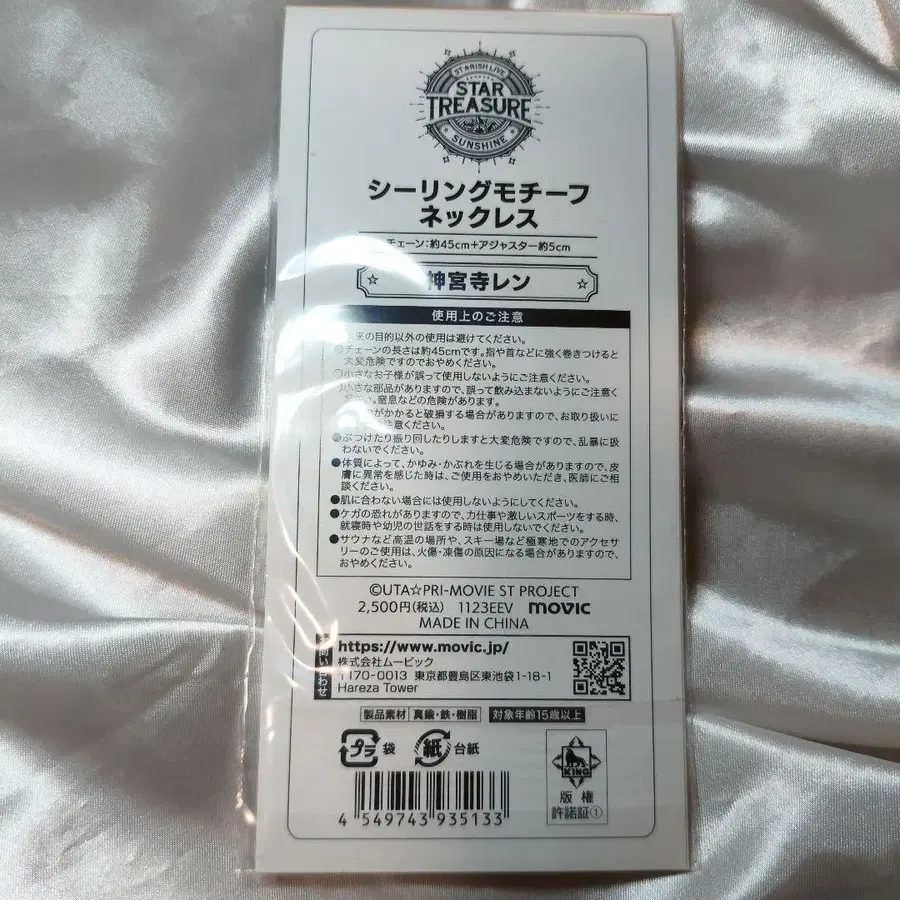 ST☆RISH LIVE
STAR
TREASURE
SUNSHINE
シーリングモチーフ
ネックレス
チェーン:約45cm+アジャスター約5cm
☆ 神宮寺レン ☆
使用上のご注意
来の目的以外の使用は避けてください。
●チェーンの長さは約45cmです。指や首などに強く巻きつけると
大変危険ですのでおやめください。
小さなお子様が誤って使用しないようにご注意ください。
小さな部品がありますので、誤って飲み込まないようにご注意く
ださい。窒息などの危険があります。
がかかると破損する場合がありますので、お取り扱いに
注意ください。
●ぶつけたり振り回したりしますと大変危険ですので、乱暴に扱
わないでください。
●体質によって、かゆみ・かぶれを生じる場合がありますので、皮
膚に異常を感じた時は、ご使用をおやめいただき、医師にご相
談ください。
●肌に合わない場合には使用しないようにしてください。
●ケガの恐れがありますので、力仕事や激しいスポーツをする時、
就寝時や幼児の世話をする時は使用しないでください。
●サウナなど高温の場所や、スキー場など極寒地でのアクセサ
リーのご使用は、火傷・凍傷の原因になる場合がありますので、
おやめください。
©UTA☆PRI-MOVIE ST PROJECT
2,500円(税込) 1123EEV movic
MADE IN CHINA
問い合わせ
https://www.movic.jp/
株式会社ムービック
〒170-0013 東京都豊島区東池袋1-18-1
Hareza Tower
製品素材 真鍮・鉄・樹脂 対象年齢15歳以上
プラ 袋 紙 台紙
KING
版権
許諾証①
4 549743 935133